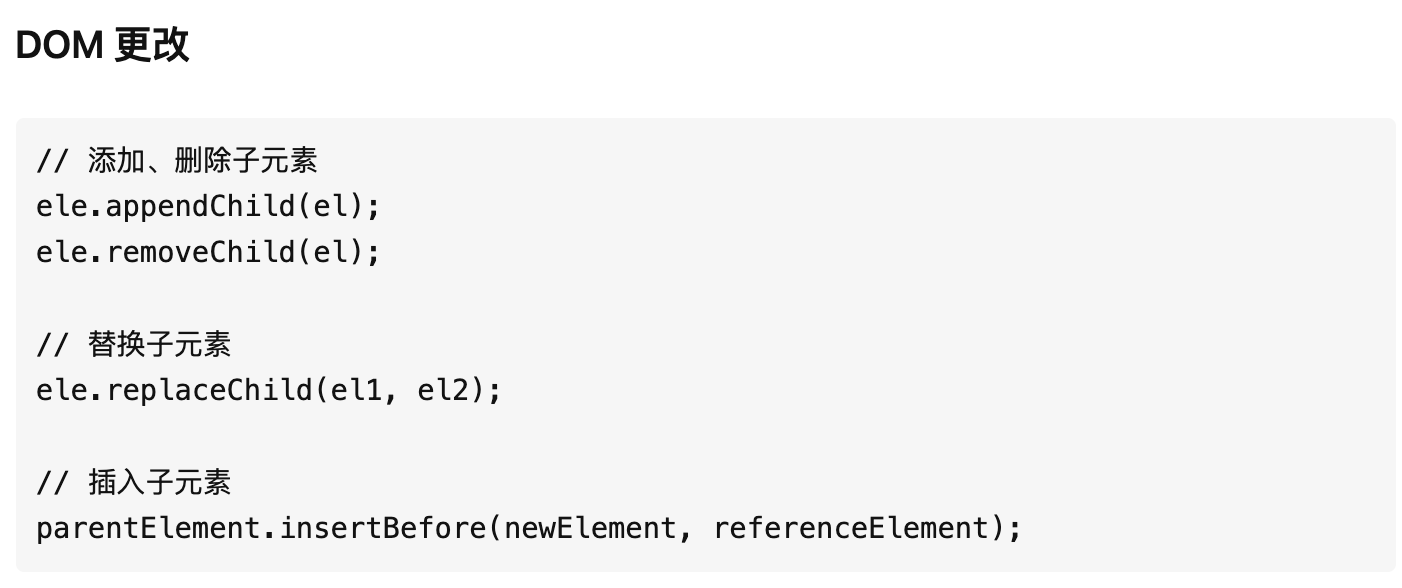 DOM 更改
// 添加、删除子元素
ele.appendChild(el);
ele.removeChild(el);
// 替换子元素
ele.replaceChild(el1, el2);
// 插入子元素
parentElement.insertBefore(newElement, referenceElement);